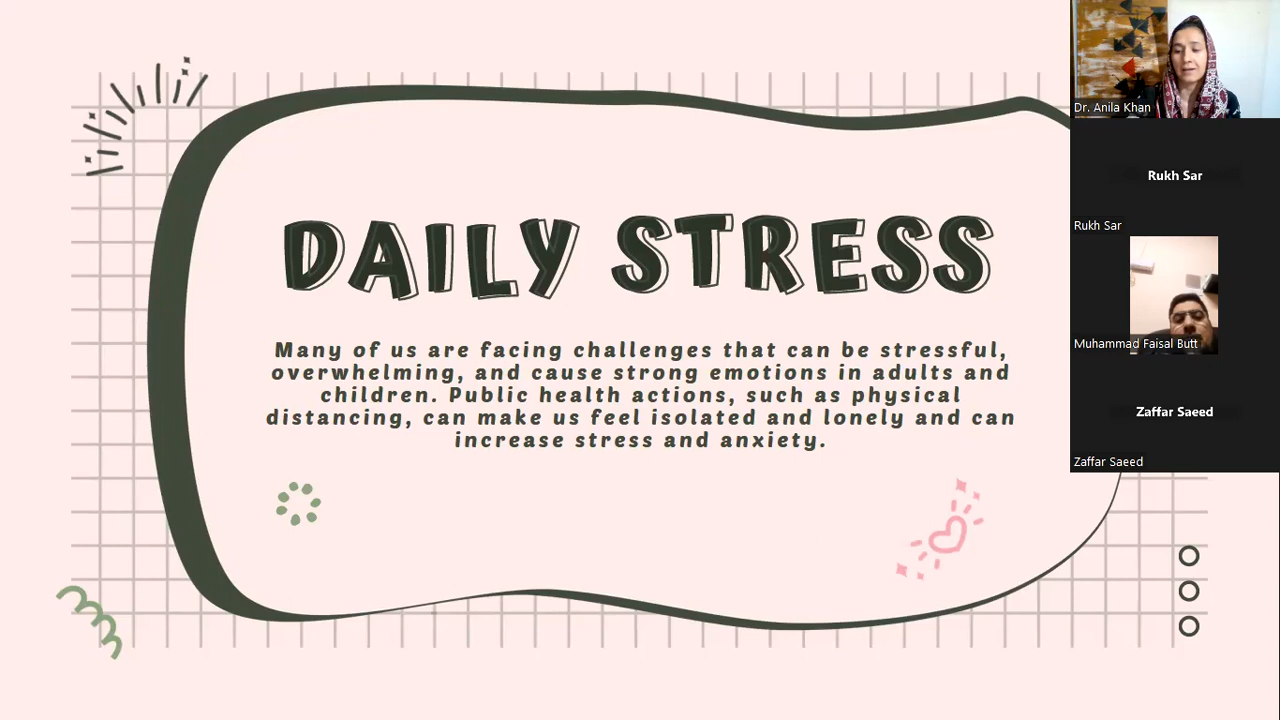 DAILY STRESS
Many of us are facing challenges that can be stressful,
overwhelming, and cause strong emotions in adults and
children. Public health actions, such as physical
distancing, can make us feel isolated and lonely and can
increase stress and anxiety.
Dr. Anila Khan
Rukh Sar
Rukh Sar
Muhammad Faisal Butt
Zaffar Saeed
Zaffar Saeed